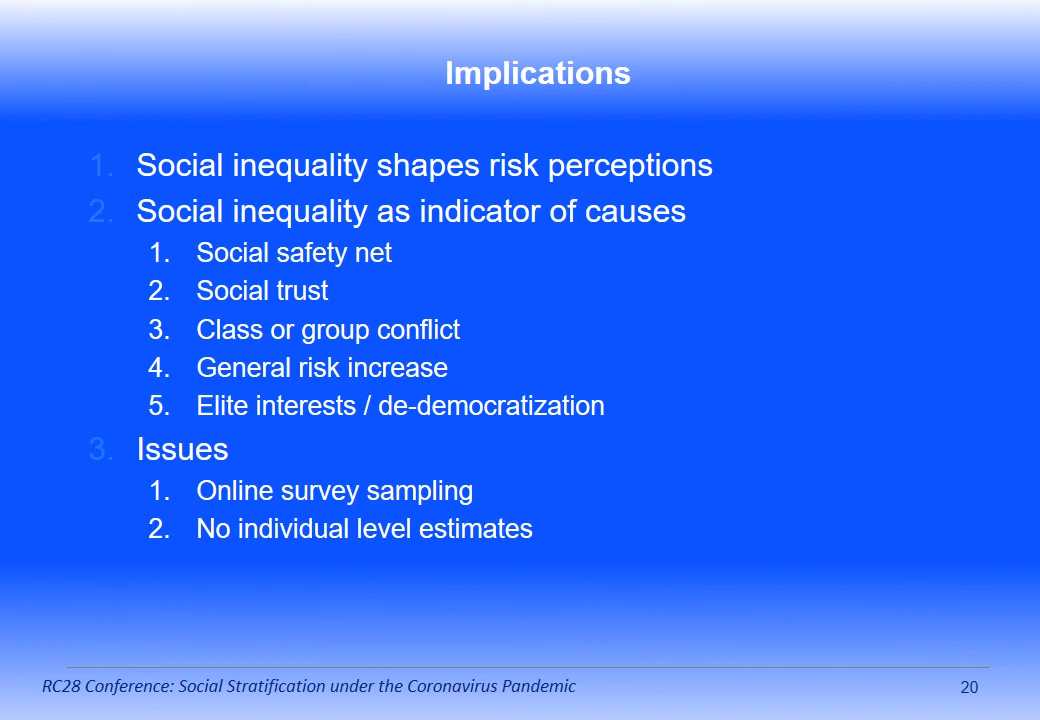 Implications
1. Social inequality shapes risk perceptions
2. Social inequality as indicator of causes
1. Social safety net
2. Social trust
3. Class or group conflict
4. General risk increase
5. Elite interests / de-democratization
3. Issues
1. Online survey sampling
2. No individual level estimates
RC28 Conference: Social Stratification under the Coronavirus Pandemic
20